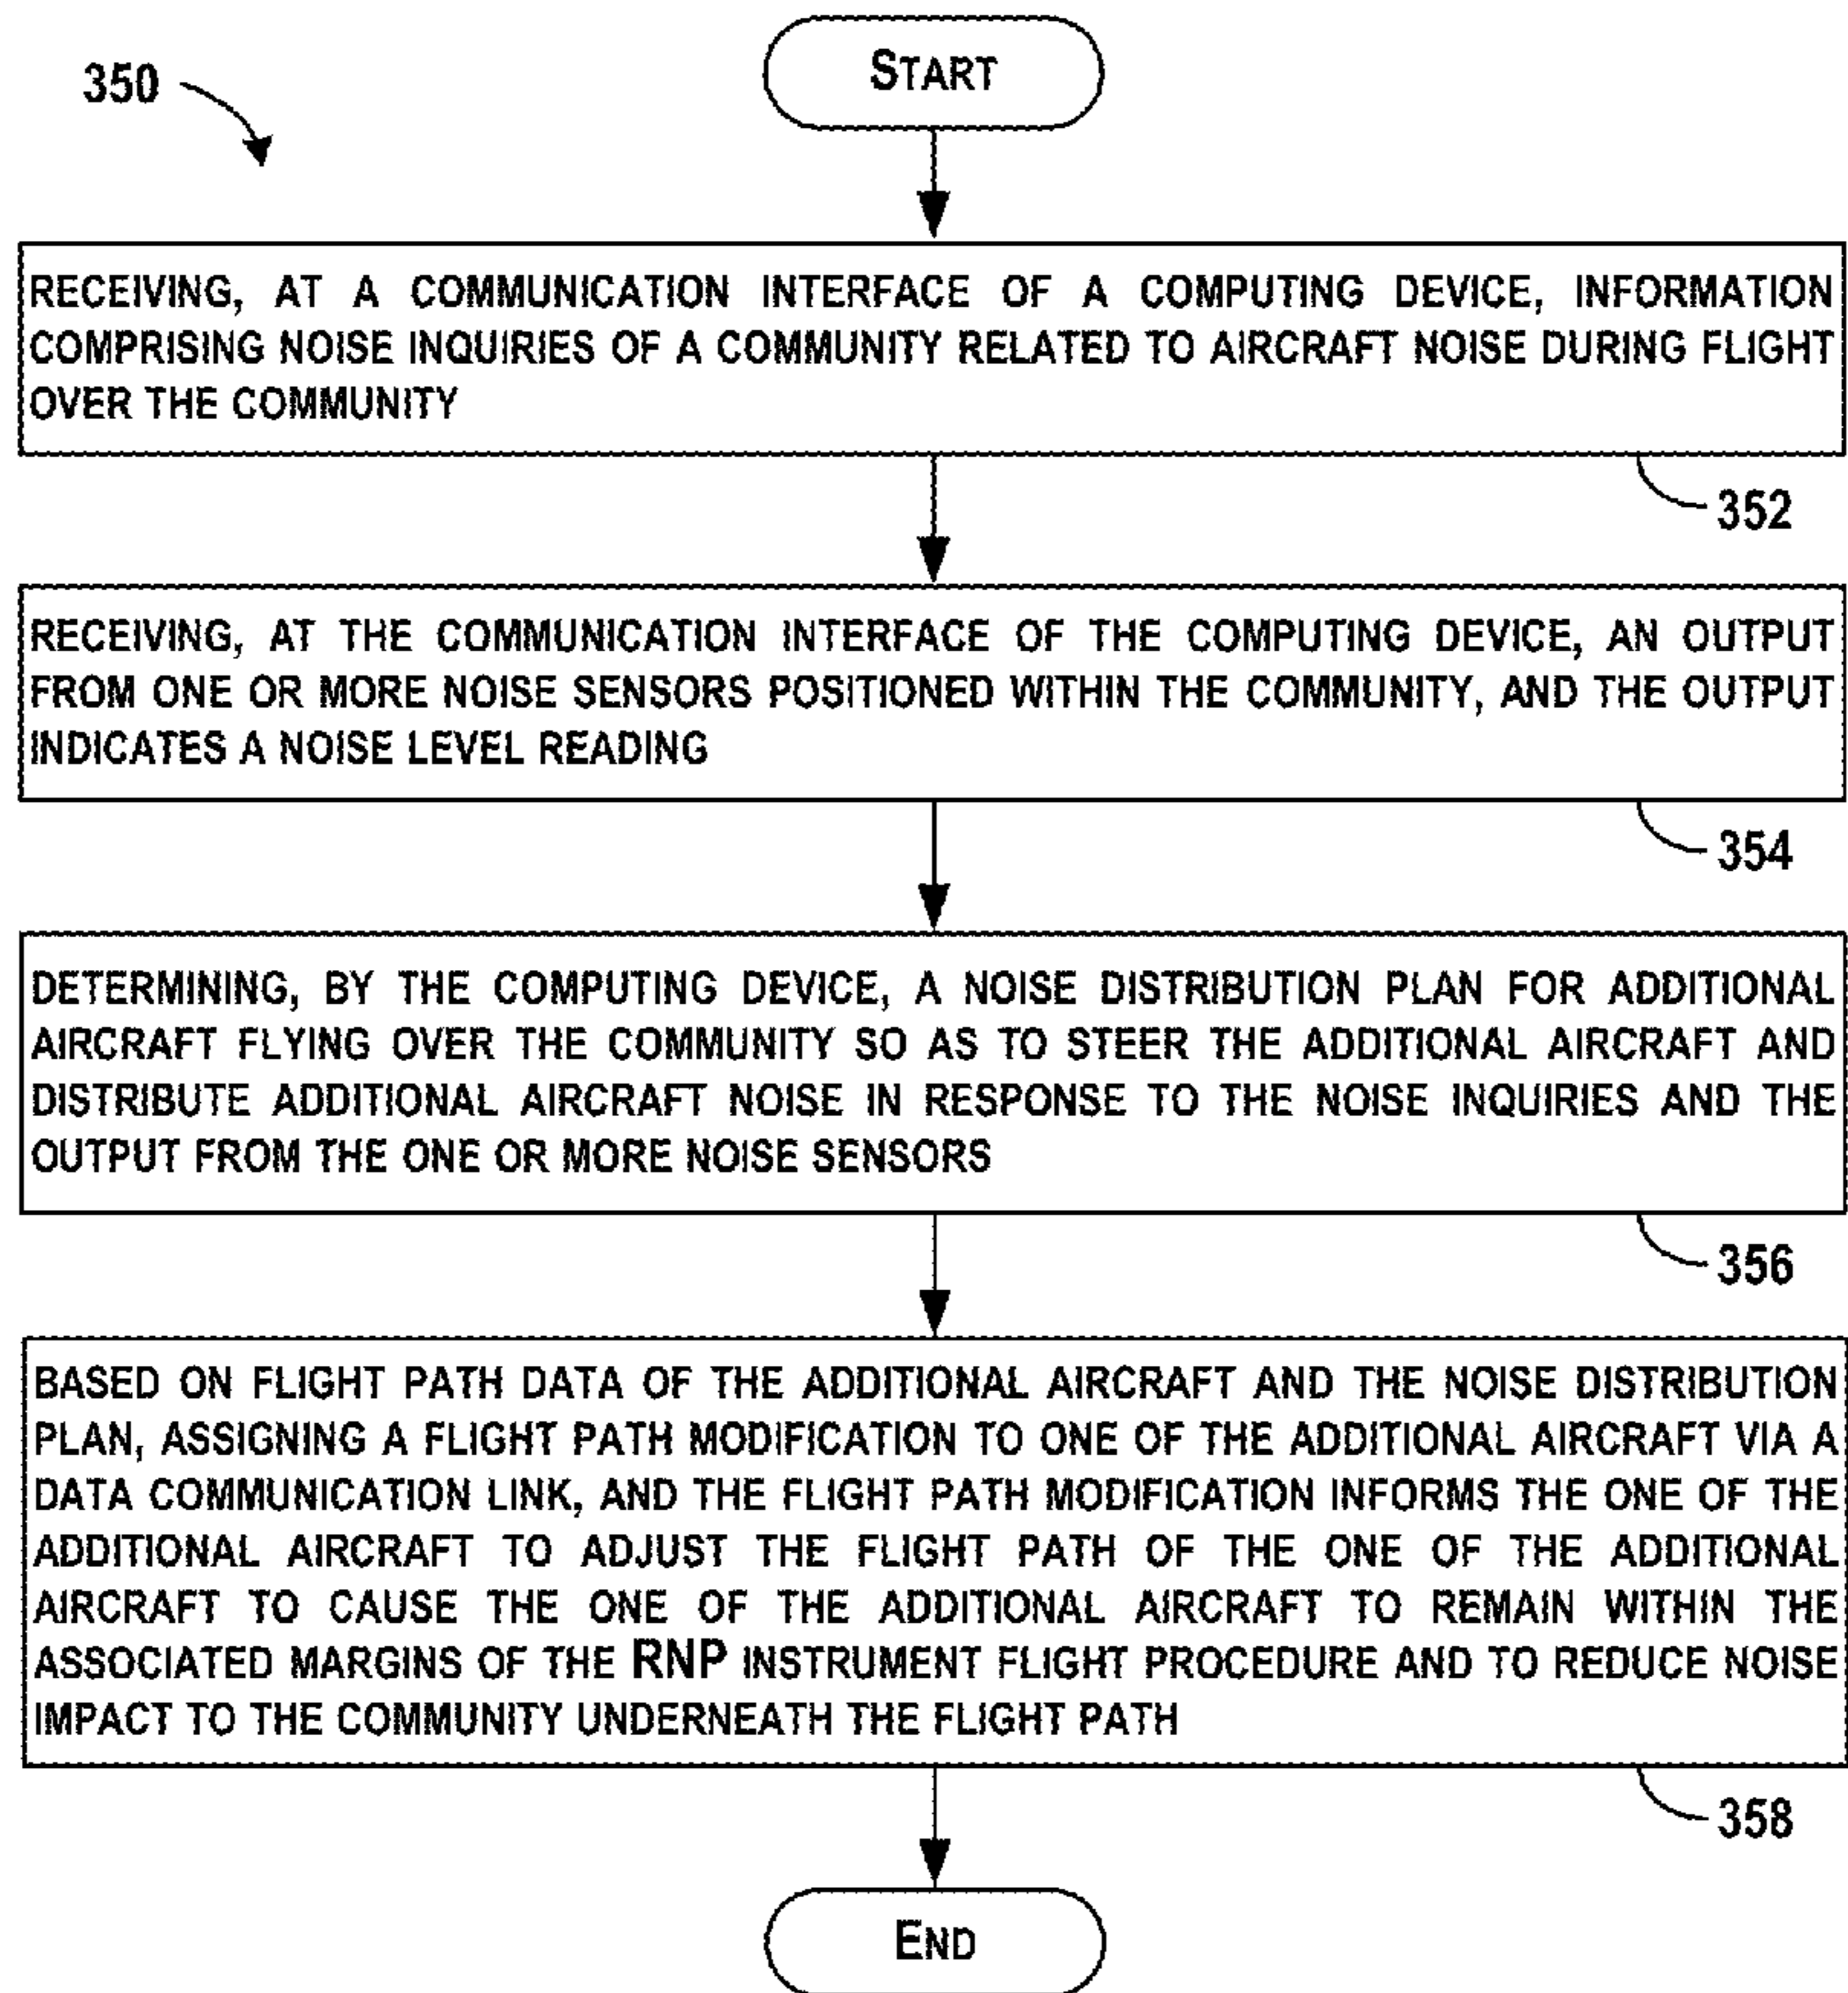 START
350
RECEIVING, AT A COMMUNICATION INTERFACE OF A COMPUTING DEVICE, INFORMATION
COMPRISING NOISE INQUIRIES OF A COMMUNITY RELATED TO AIRCRAFT NOISE DURING FLIGHT
OVER THE COMMUNITY
352
RECEIVING, AT THE COMMUNICATION INTERFACE OF THE COMPUTING DEVICE, AN OUTPUT
FROM ONE OR MORE NOISE SENSORS POSITIONED WITHIN THE COMMUNITY, AND THE OUTPUT
INDICATES A NOISE LEVEL READING
354
DETERMINING, BY THE COMPUTING DEVICE, A NOISE DISTRIBUTION PLAN FOR ADDITIONAL
AIRCRAFT FLYING OVER THE COMMUNITY SO AS TO STEER THE ADDITIONAL AIRCRAFT AND
DISTRIBUTE ADDITIONAL AIRCRAFT NOISE IN RESPONSE TO THE NOISE INQUIRIES AND THE
OUTPUT FROM THE ONE OR MORE NOISE SENSORS
356
BASED ON FLIGHT PATH DATA OF THE ADDITIONAL AIRCRAFT AND THE NOISE DISTRIBUTION
PLAN, ASSIGNING A FLIGHT PATH MODIFICATION TO ONE OF THE ADDITIONAL AIRCRAFT VIA A
DATA COMMUNICATION LINK, AND THE FLIGHT PATH MODIFICATION INFORMS THE ONE OF THE
ADDITIONAL AIRCRAFT TO ADJUST THE FLIGHT PATH OF THE ONE OF THE ADDITIONAL
AIRCRAFT TO CAUSE THE ONE OF THE ADDITIONAL AIRCRAFT TO REMAIN WITHIN THE
ASSOCIATED MARGINS OF THE RNP INSTRUMENT FLIGHT PROCEDURE AND TO REDUCE NOISE
IMPACT TO THE COMMUNITY UNDERNEATH THE FLIGHT PATH
358
END